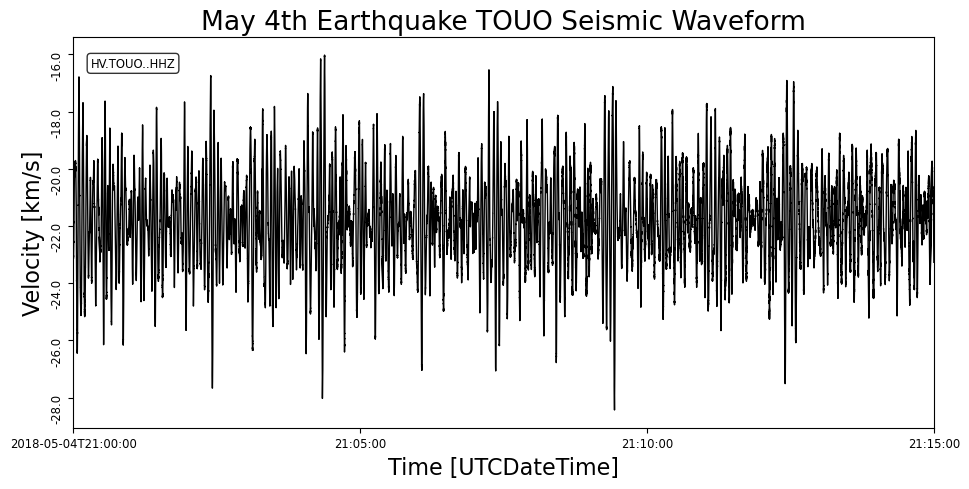 May 4th Earthquake TOUO Seismic Waveform
HV.TOUO..HHZ
Velocity [km/s]
-16.0
-18.0
-20.0
-22.0
-24.0
-26.0
-28.0
2018-05-04T21:00:00
21:05:00
21:10:00
21:15:00
Time [UTCDateTime]